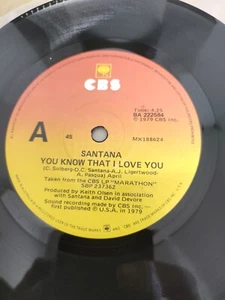 CBS
Time: 4.25
BA 222584
℗ 1979 CBS Inc.
A
45
MX188624
SANTANA
YOU KNOW THAT I LOVE YOU
(C. Solberg-D.C. Santana-A.J. Ligertwood-
A. Pasqua) April
Taken from the CBS LP "MARATHON"
SBP 237362
Produced by Keith Olsen in association
with Santana and David Devore
Sound recording made by CBS Inc. —
first published ℗ U.S.A. in 1979